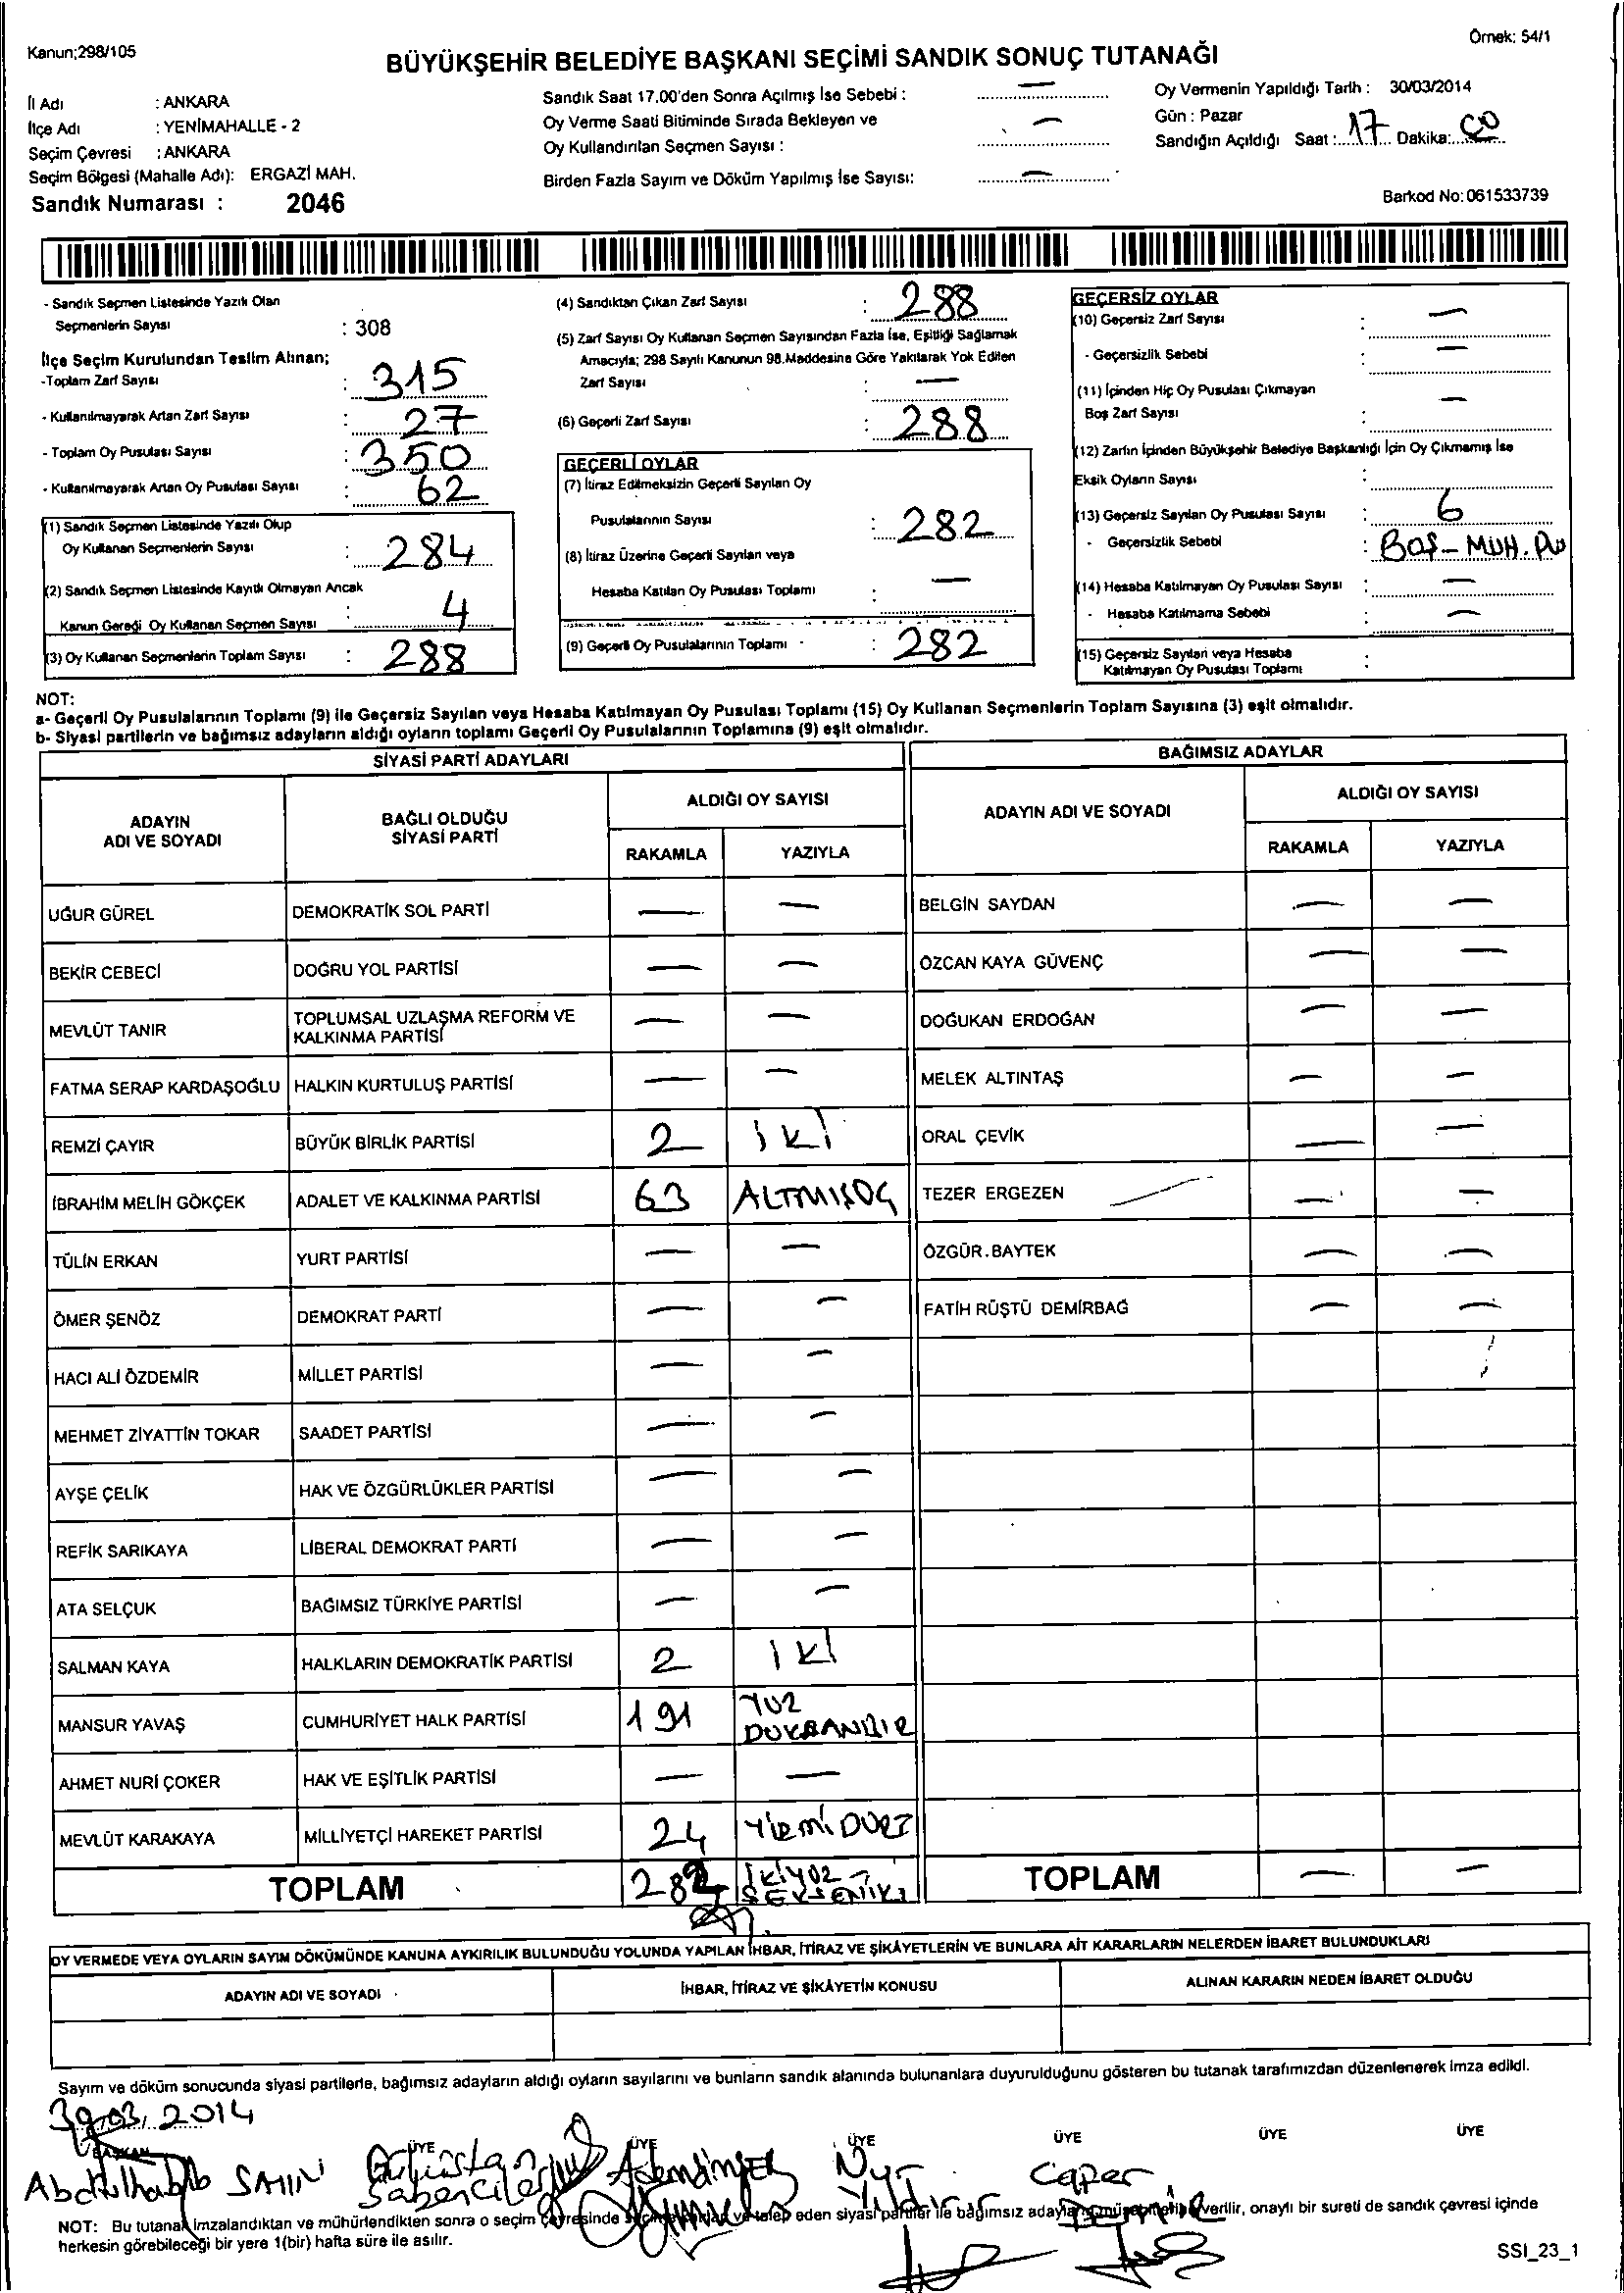 Kanun;298/105
Örnek: 54/1
BÜYÜKŞEHİR BELEDİYE BAŞKANI SEÇİMİ SANDIK SONUÇ TUTANAĞI
İl Adı : ANKARA
İlçe Adı : YENİMAHALLE - 2
Seçim Çevresi : ANKARA
Seçim Bölgesi (Mahalle Adı): ERGAZİ MAH.
Sandık Numarası : 2046
Sandık Saat 17.00'den Sonra Açılmış İse Sebebi : —
Oy Verme Saati Bitiminde Sırada Bekleyen ve
Oy Kullandırılan Seçmen Sayısı : —
Birden Fazla Sayım ve Döküm Yapılmış İse Sayısı: —
Oy Vermenin Yapıldığı Tarih : 30/03/2014
Gün : Pazar
Sandığın Açıldığı Saat : 17 Dakika: 00
Barkod No: 061533739
- Sandık Seçmen Listesinde Yazılı Olan
Seçmenlerin Sayısı : 308
İlçe Seçim Kurulundan Teslim Alınan;
-Toplam Zarf Sayısı : 315
- Kullanılmayarak Artan Zarf Sayısı : 27
- Toplam Oy Pusulası Sayısı : 350
- Kullanılmayarak Artan Oy Pusulası Sayısı : 62
(1) Sandık Seçmen Listesinde Yazılı Olup
Oy Kullanan Seçmenlerin Sayısı : 284
(2) Sandık Seçmen Listesinde Kayıtlı Olmayan Ancak
Kanun Gereği Oy Kullanan Seçmen Sayısı : 4
(3) Oy Kullanan Seçmenlerin Toplam Sayısı : 288
(4) Sandıktan Çıkan Zarf Sayısı : 288
(5) Zarf Sayısı Oy Kullanan Seçmen Sayısından Fazla İse, Eşitliği Sağlamak
Amacıyla; 298 Sayılı Kanunun 98.Maddesine Göre Yakılarak Yok Edilen
Zarf Sayısı : —
(6) Geçerli Zarf Sayısı : 288
GEÇERLİ OYLAR
(7) İtiraz Edilmeksizin Geçerli Sayılan Oy
Pusulalarının Sayısı : 282
(8) İtiraz Üzerine Geçerli Sayılan veya
Hesaba Katılan Oy Pusulası Toplamı : —
(9) Geçerli Oy Pusulalarının Toplamı : 282
GEÇERSİZ OYLAR
(10) Geçersiz Zarf Sayısı : —
- Geçersizlik Sebebi : —
(11) İçinden Hiç Oy Pusulası Çıkmayan
Boş Zarf Sayısı : —
(12) Zarfın İçinden Büyükşehir Belediye Başkanlığı İçin Oy Çıkmamış İse
Eksik Oyların Sayısı :
(13) Geçersiz Sayılan Oy Pusulası Sayısı : 6
- Geçersizlik Sebebi : BOŞ - MUH.
(14) Hesaba Katılmayan Oy Pusulası Sayısı : —
- Hesaba Katılmama Sebebi : —
(15) Geçersiz Sayılan veya Hesaba
Katılmayan Oy Pusulası Toplamı :
NOT:
a- Geçerli Oy Pusulalarının Toplamı (9) ile Geçersiz Sayılan veya Hesaba Katılmayan Oy Pusulası Toplamı (15) Oy Kullanan Seçmenlerin Toplam Sayısına (3) eşit olmalıdır.
b- Siyasi partilerin ve bağımsız adayların aldığı oyların toplamı Geçerli Oy Pusulalarının Toplamına (9) eşit olmalıdır.
SİYASİ PARTİ ADAYLARI
ADAYIN ADI VE SOYADI | BAĞLI OLDUĞU SİYASİ PARTİ | ALDIĞI OY SAYISI
RAKAMLA | YAZIYLA
UĞUR GÜREL | DEMOKRATİK SOL PARTİ | — | —
BEKİR CEBECİ | DOĞRU YOL PARTİSİ | — | —
MEVLÜT TANIR | TOPLUMSAL UZLAŞMA REFORM VE KALKINMA PARTİSİ | — | —
FATMA SERAP KARDAŞOĞLU | HALKIN KURTULUŞ PARTİSİ | — | —
REMZİ ÇAYIR | BÜYÜK BİRLİK PARTİSİ | 2 | iki
İBRAHİM MELİH GÖKÇEK | ADALET VE KALKINMA PARTİSİ | 63 | ALTMIŞÜÇ
TÜLİN ERKAN | YURT PARTİSİ | — | —
ÖMER ŞENÖZ | DEMOKRAT PARTİ | — | —
HACI ALİ ÖZDEMİR | MİLLET PARTİSİ | — | —
MEHMET ZİYATTİN TOKAR | SAADET PARTİSİ | — | —
AYŞE ÇELİK | HAK VE ÖZGÜRLÜKLER PARTİSİ | — | —
REFİK SARIKAYA | LİBERAL DEMOKRAT PARTİ | — | —
ATA SELÇUK | BAĞIMSIZ TÜRKİYE PARTİSİ | — | —
SALMAN KAYA | HALKLARIN DEMOKRATİK PARTİSİ | 2 | iki
MANSUR YAVAŞ | CUMHURİYET HALK PARTİSİ | 191 | YÜZ DOKSANBİR
AHMET NURİ ÇOKER | HAK VE EŞİTLİK PARTİSİ | — | —
MEVLÜT KARAKAYA | MİLLİYETÇİ HAREKET PARTİSİ | 24 | YİRMİ DÖRT
TOPLAM | 282 | İKİYÜZ SEKSENİKİ
BAĞIMSIZ ADAYLAR
ADAYIN ADI VE SOYADI | ALDIĞI OY SAYISI
RAKAMLA | YAZIYLA
BELGİN SAYDAN | — | —
ÖZCAN KAYA GÜVENÇ | — | —
DOĞUKAN ERDOĞAN | — | —
MELEK ALTINTAŞ | — | —
ORAL ÇEVİK | — | —
TEZER ERGEZEN | — | —
ÖZGÜR.BAYTEK | — | —
FATİH RÜŞTÜ DEMİRBAĞ | — | —
TOPLAM | — | —
OY VERMEDE VEYA OYLARIN SAYIM DÖKÜMÜNDE KANUNA AYKIRILIK BULUNDUĞU YOLUNDA YAPILAN İHBAR, İTİRAZ VE ŞİKÂYETLERİN VE BUNLARA AİT KARARLARIN NELERDEN İBARET BULUNDUKLARI
ADAYIN ADI VE SOYADI | İHBAR, İTİRAZ VE ŞİKÂYETİN KONUSU | ALINAN KARARIN NEDEN İBARET OLDUĞU
Sayım ve döküm sonucunda siyasi partilerle, bağımsız adayların aldığı oyların sayılarını ve bunların sandık alanında bulunanlara duyurulduğunu gösteren bu tutanak tarafımızdan düzenlenerek imza edildi.
30.03.2014
BAŞKAN ÜYE ÜYE ÜYE ÜYE ÜYE ÜYE
Abdulhabib ŞAHİN Gülistan Nur Caper
Yıldırır DEMİR
NOT: Bu tutanak imzalandıktan ve mühürlendikten sonra o seçim çevresinde ve talep eden siyasi partiler ile bağımsız aday verilir, onaylı bir sureti de sandık çevresi içinde
herkesin görebileceği bir yere 1(bir) hafta süre ile asılır.
SSI_23_1